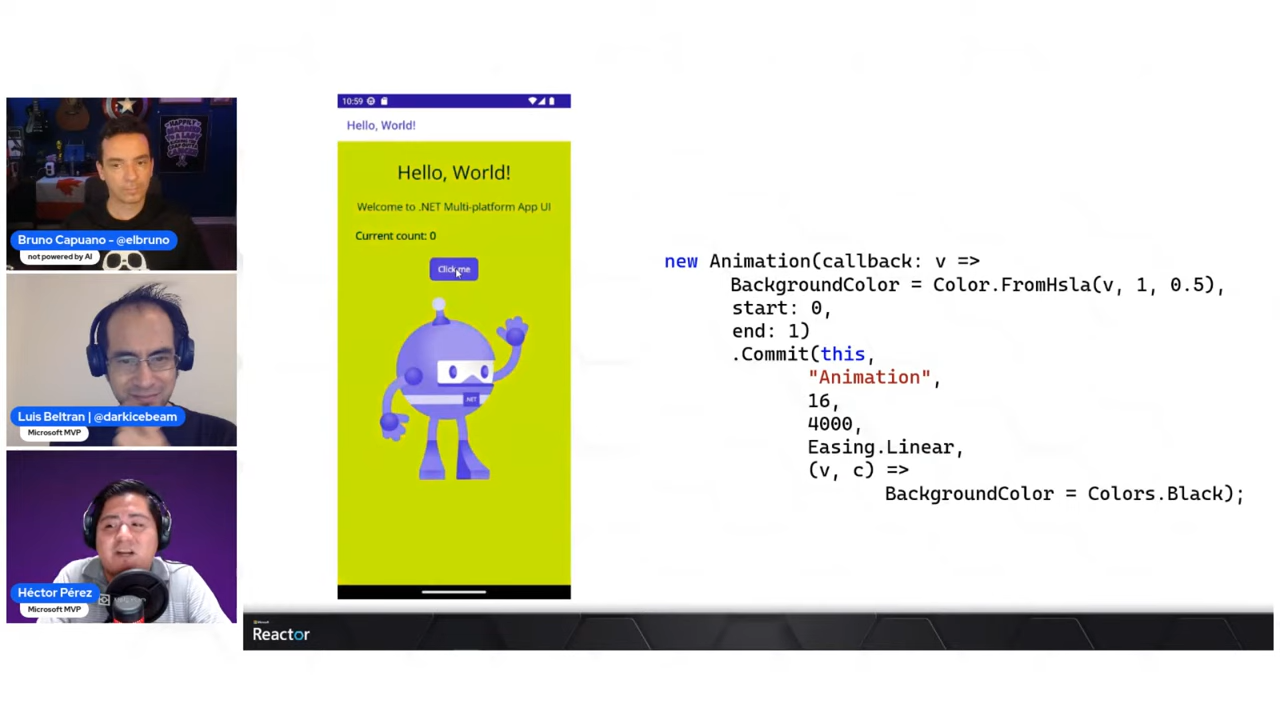 HAPPILY
Bruno Capuano - @elbruno
not powered by AI
Luis Beltran | @darkicebeam
Microsoft MVP
Héctor Pérez
Microsoft MVP
10:59
Hello, World!
Hello, World!
Welcome to .NET Multi-platform App UI
Current count: 0
Click me
.NET
new Animation(callback: v =>
BackgroundColor = Color.FromHsla(v, 1, 0.5),
start: 0,
end: 1)
.Commit(this,
"Animation",
16,
4000,
Easing.Linear,
(v, c) =>
BackgroundColor = Colors.Black);
Microsoft
Reactor